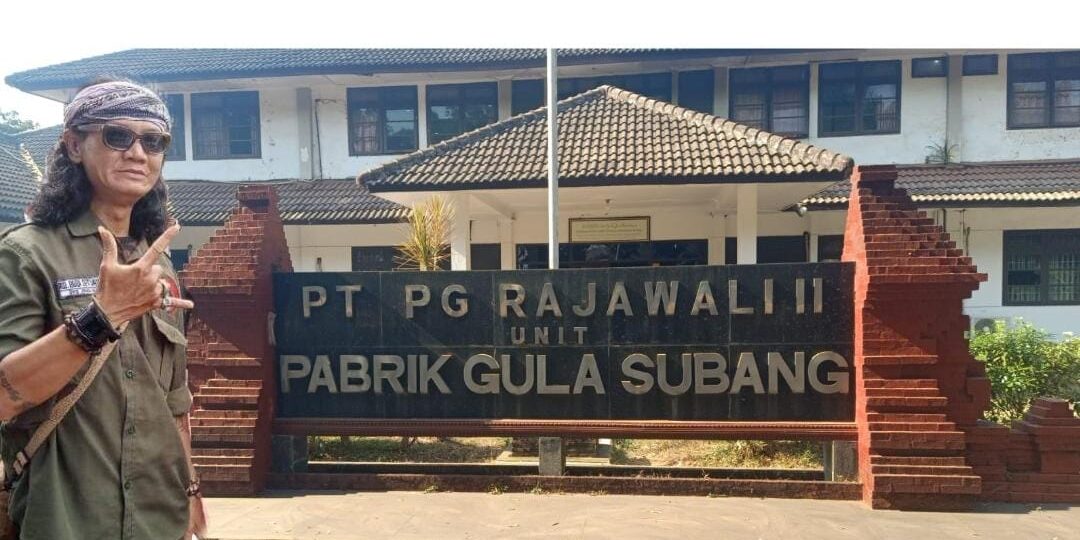 PT PG RAJAWALI II
UNIT
PABRIK GULA SUBANG